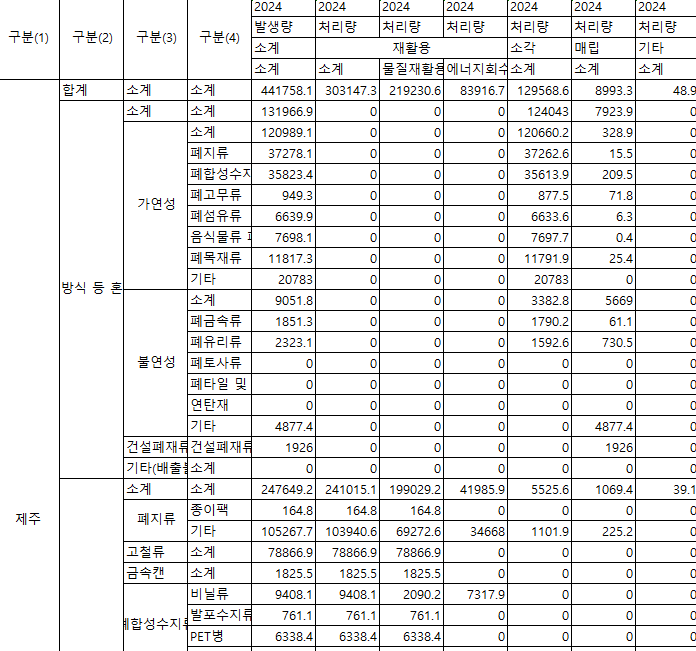 구분(1) 구분(2) 구분(3) 구분(4) 2024 2024 2024 2024 2024 2024 2024
발생량 처리량 처리량 처리량 처리량 처리량 처리량
소계 재활용 소각 매립 기타
소계 소계 물질재활용 에너지회수 소계 소계 소계
합계 소계 소계 441758.1 303147.3 219230.6 83916.7 129568.6 8993.3 48.9
소계 소계 131966.9 0 0 0 124043 7923.9 0
소계 120989.1 0 0 0 120660.2 328.9 0
폐지류 37278.1 0 0 0 37262.6 15.5 0
폐합성수지 35823.4 0 0 0 35613.9 209.5 0
가연성 폐고무류 949.3 0 0 0 877.5 71.8 0
폐섬유류 6639.9 0 0 0 6633.6 6.3 0
음식물류 7698.1 0 0 0 7697.7 0.4 0
폐목재류 11817.3 0 0 0 11791.9 25.4 0
방식 등 혼 기타 20783 0 0 0 20783 0 0
소계 9051.8 0 0 0 3382.8 5669 0
폐금속류 1851.3 0 0 0 1790.2 61.1 0
폐유리류 2323.1 0 0 0 1592.6 730.5 0
불연성 폐토사류 0 0 0 0 0 0 0
폐타일 및 0 0 0 0 0 0 0
연탄재 0 0 0 0 0 0 0
기타 4877.4 0 0 0 0 4877.4 0
건설폐재류 건설폐재류 1926 0 0 0 0 1926 0
기타(배출불 소계 0 0 0 0 0 0 0
소계 소계 247649.2 241015.1 199029.2 41985.9 5525.6 1069.4 39.1
제주 폐지류 종이팩 164.8 164.8 164.8 0 0 0 0
기타 105267.7 103940.6 69272.6 34668 1101.9 225.2 0
고철류 소계 78866.9 78866.9 78866.9 0 0 0 0
금속캔 소계 1825.5 1825.5 1825.5 0 0 0 0
비닐류 9408.1 9408.1 2090.2 7317.9 0 0 0
폐합성수지류 발포수지류 761.1 761.1 761.1 0 0 0 0
PET병 6338.4 6338.4 6338.4 0 0 0 0